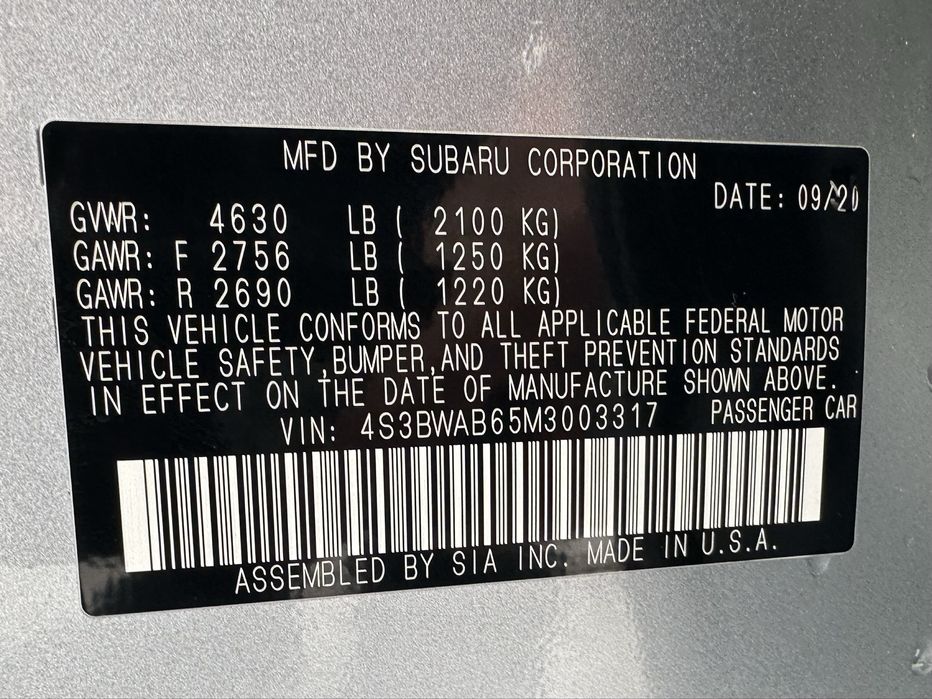 MFD BY SUBARU CORPORATION
DATE: 09/20
GVWR: 4630 LB ( 2100 KG)
GAWR: F 2756 LB ( 1250 KG)
GAWR: R 2690 LB ( 1220 KG)
THIS VEHICLE CONFORMS TO ALL APPLICABLE FEDERAL MOTOR
VEHICLE SAFETY,BUMPER,AND THEFT PREVENTION STANDARDS
IN EFFECT ON THE DATE OF MANUFACTURE SHOWN ABOVE.
VIN: 4S3BWAB65M3003317 PASSENGER CAR
ASSEMBLED BY SIA INC. MADE IN U.S.A.